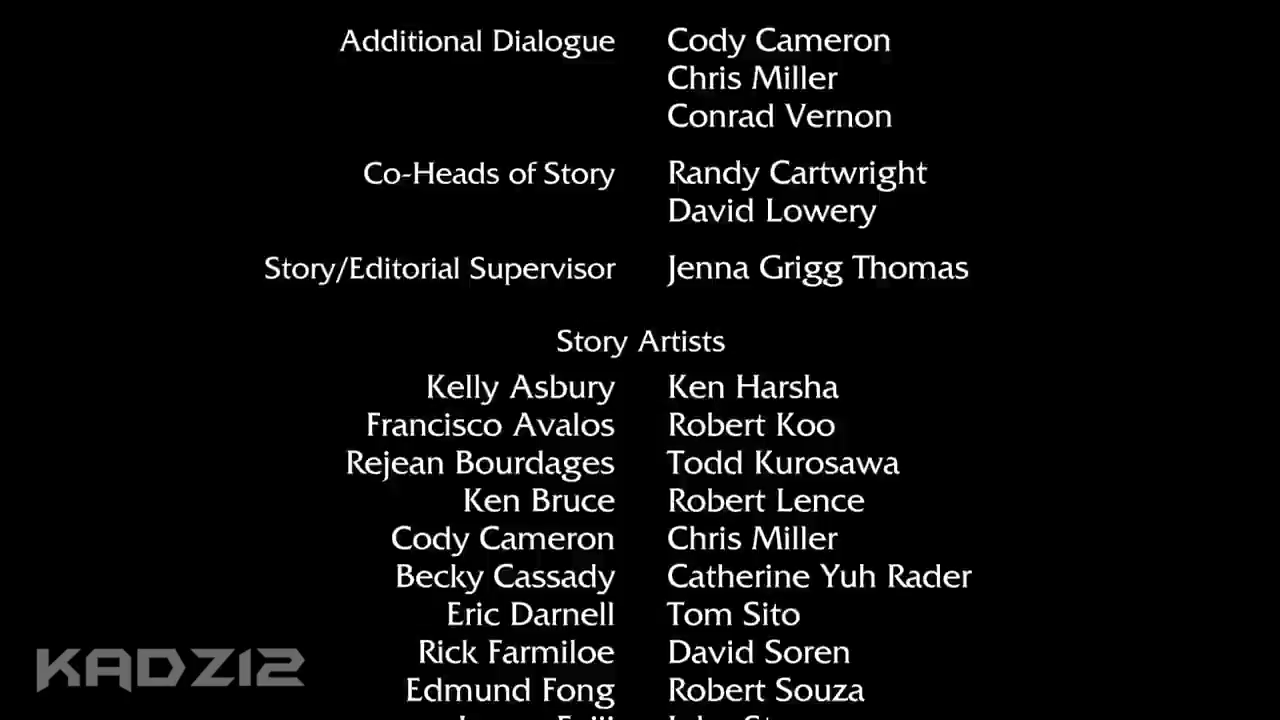 Additional Dialogue Cody Cameron
Chris Miller
Conrad Vernon
Co-Heads of Story Randy Cartwright
David Lowery
Story/Editorial Supervisor Jenna Grigg Thomas
Story Artists
Kelly Asbury Ken Harsha
Francisco Avalos Robert Koo
Rejean Bourdages Todd Kurosawa
Ken Bruce Robert Lence
Cody Cameron Chris Miller
Becky Cassady Catherine Yuh Rader
Eric Darnell Tom Sito
Rick Farmiloe David Soren
Edmund Fong Robert Souza
KADZI2